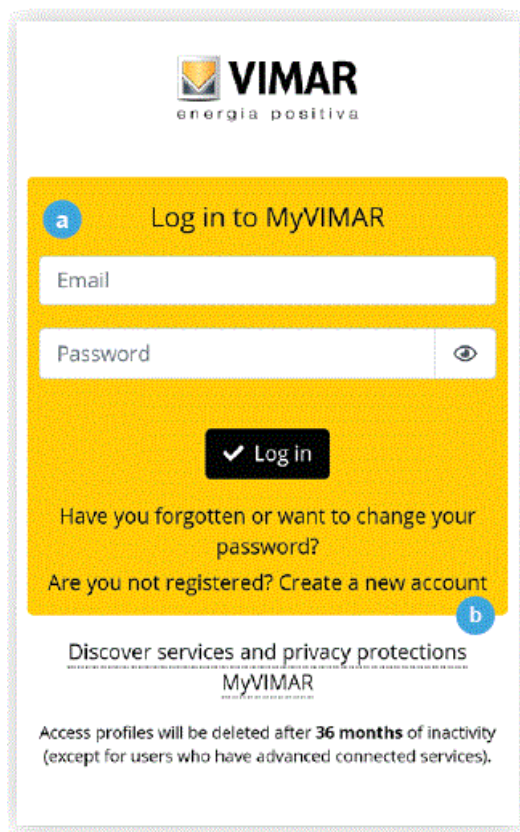 VIMAR
energia positiva
a
Log in to MyVIMAR
Email
Password
Log in
Have you forgotten or want to change your
password?
Are you not registered? Create a new account
b
Discover services and privacy protections
MyVIMAR
Access profiles will be deleted after 36 months of inactivity
(except for users who have advanced connected services).